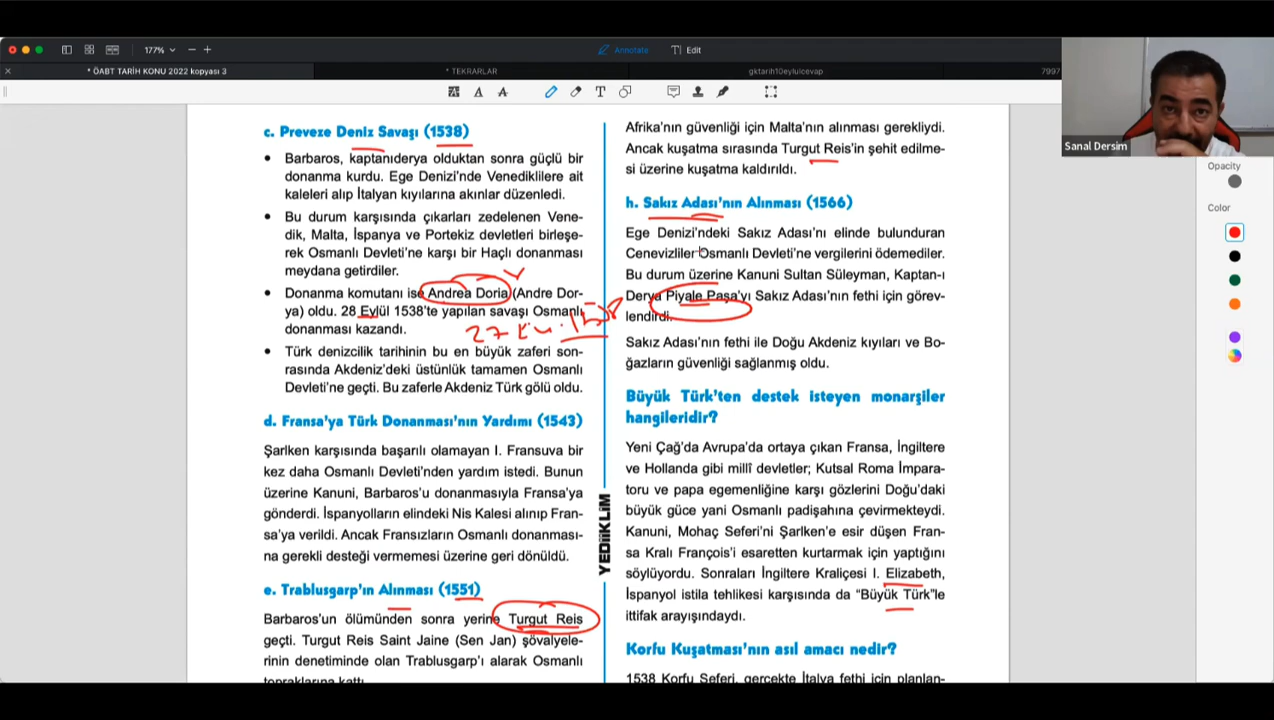 177%
Annotate
Edit
* ÖABT TARİH KONU 2022 kopyası 3
* TEKRARLAR
gktarih10eylulcevap
7997
Sanal Dersim
Opacity
Color
c. Preveze Deniz Savaşı (1538)
• Barbaros, kaptanıderya olduktan sonra güçlü bir
donanma kurdu. Ege Denizi'nde Venediklilere ait
kaleleri alıp İtalyan kıyılarına akınlar düzenledi.
• Bu durum karşısında çıkarları zedelenen Vene-
dik, Malta, İspanya ve Portekiz devletleri birleşe-
rek Osmanlı Devleti'ne karşı bir Haçlı donanması
meydana getirdiler.
• Donanma komutanı ise Andrea Doria (Andre Dor-
ya) oldu. 28 Eylül 1538'te yapılan savaşı Osmanlı
donanması kazandı.
27 1538
• Türk denizcilik tarihinin bu en büyük zaferi son-
rasında Akdeniz'deki üstünlük tamamen Osmanlı
Devleti'ne geçti. Bu zaferle Akdeniz Türk gölü oldu.
d. Fransa'ya Türk Donanması'nın Yardımı (1543)
Şarlken karşısında başarılı olamayan I. Fransuva bir
kez daha Osmanlı Devleti'nden yardım istedi. Bunun
üzerine Kanuni, Barbaros'u donanmasıyla Fransa'ya
gönderdi. İspanyolların elindeki Nis Kalesi alınıp Fran-
sa'ya verildi. Ancak Fransızların Osmanlı donanması-
na gerekli desteği vermemesi üzerine geri dönüldü.
e. Trablusgarp'ın Alınması (1551)
Barbaros'un ölümünden sonra yerine Turgut Reis
geçti. Turgut Reis Saint Jaine (Sen Jan) şövalyele-
rinin denetiminde olan Trablusgarp'ı alarak Osmanlı
topraklarına kattı.
YEDİİKLİM
Afrika'nın güvenliği için Malta'nın alınması gerekliydi.
Ancak kuşatma sırasında Turgut Reis'in şehit edilme-
si üzerine kuşatma kaldırıldı.
h. Sakız Adası'nın Alınması (1566)
Ege Denizi'ndeki Sakız Adası'nı elinde bulunduran
Cenevizliler Osmanlı Devleti'ne vergilerini ödemediler.
Bu durum üzerine Kanuni Sultan Süleyman, Kaptan-ı
Derya Piyale Paşa'yı Sakız Adası'nın fethi için görev-
lendirdi.
Sakız Adası'nın fethi ile Doğu Akdeniz kıyıları ve Bo-
ğazların güvenliği sağlanmış oldu.
Büyük Türk'ten destek isteyen monarşiler
hangileridir?
Yeni Çağ'da Avrupa'da ortaya çıkan Fransa, İngiltere
ve Hollanda gibi millî devletler; Kutsal Roma İmpara-
toru ve papa egemenliğine karşı gözlerini Doğu'daki
büyük güce yani Osmanlı padişahına çevirmekteydi.
Kanuni, Mohaç Seferi'ni Şarlken'e esir düşen Fran-
sa Kralı François'i esaretten kurtarmak için yaptığını
söylüyordu. Sonraları İngiltere Kraliçesi I. Elizabeth,
İspanyol istila tehlikesi karşısında da "Büyük Türk"le
ittifak arayışındaydı.
Korfu Kuşatması'nın asıl amacı nedir?
1538 Korfu Seferi, gerçekte İtalya fethi için planlan-